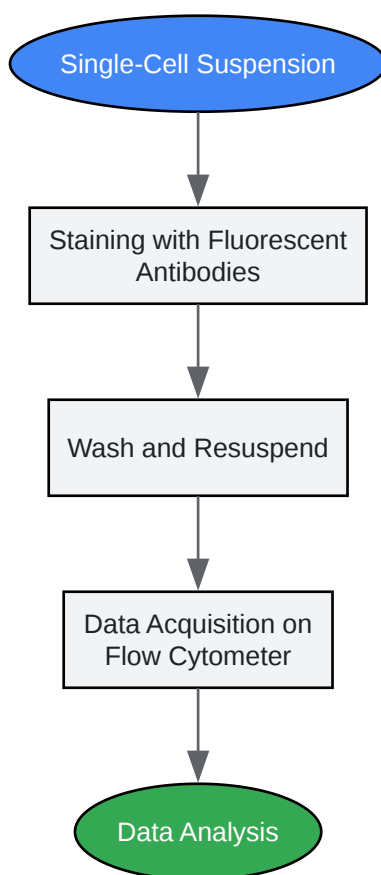 Single-Cell Suspension
Staining with Fluorescent
Antibodies
Wash and Resuspend
Data Acquisition on
Flow Cytometer
Data Analysis